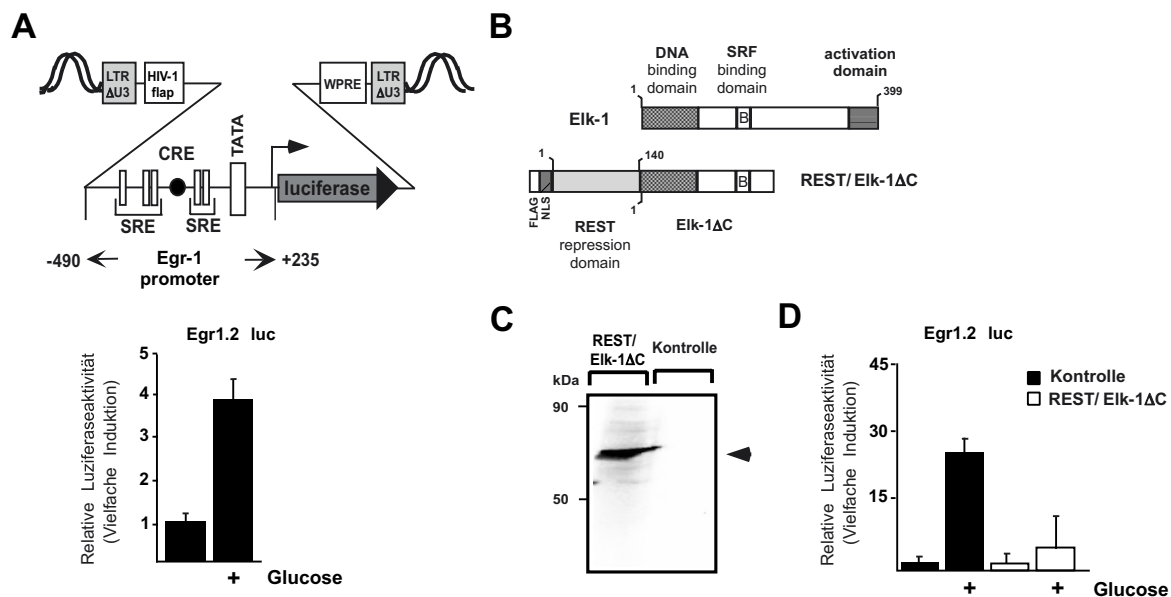 A
LTR
ΔU3
HIV-1
flap
WPRE
LTR
ΔU3
CRE
TATA
luciferase
SRE
SRE
-490
Egr-1
promoter
+235
Egr1.2 luc
Relative Luziferaseaktivität
(Vielfache Induktion)
5
4
3
2
1
+
Glucose
B
DNA
binding
domain
SRF
binding
domain
activation
domain
1
399
Elk-1
B
1
140
REST/Elk-1ΔC
B
FLAG
NLS
1
REST
repression
domain
Elk-1ΔC
C
REST/
Elk-1ΔC
Kontrolle
kDa
90
50
D
Egr1.2 luc
Relative Luziferaseaktivität
(Vielfache Induktion)
45
30
15
Kontrolle
REST/Elk-1ΔC
+
+
Glucose